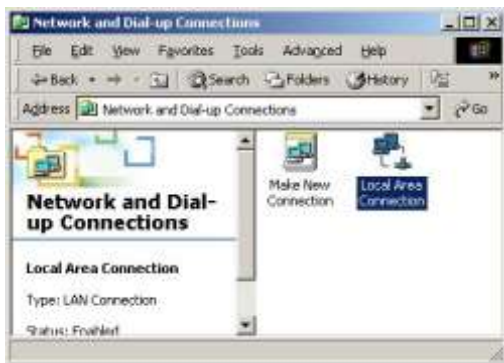 Network and Dial-up Connections
File Edit View Favorites Tools Advanced Help
Back Search Folders History
Address Network and Dial-up Connections Go
Make New Connection
Local Area Connection
Network and Dial-
up Connections
Local Area Connection
Type: LAN Connection
Status: Enabled